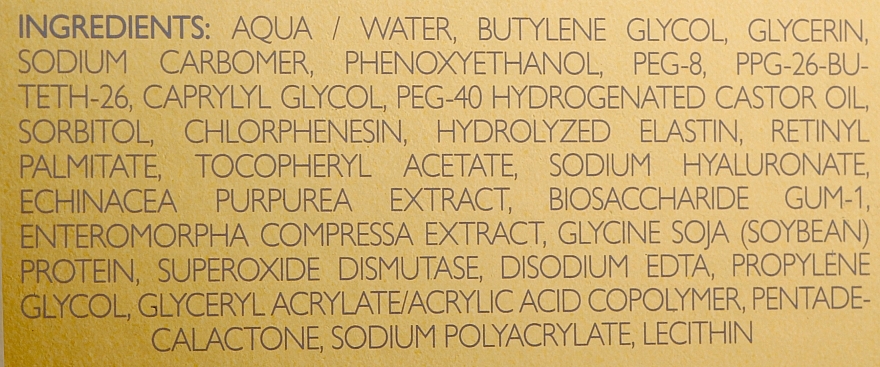 INGREDIENTS: AQUA / WATER, BUTYLENE GLYCOL, GLYCERIN,
SODIUM CARBOMER, PHENOXYETHANOL, PEG-8, PPG-26-BU-
TETH-26, CAPRYLYL GLYCOL, PEG-40 HYDROGENATED CASTOR OIL,
SORBITOL, CHLORPHENESIN, HYDROLYZED ELASTIN, RETINYL
PALMITATE, TOCOPHERYL ACETATE, SODIUM HYALURONATE,
ECHINACEA PURPUREA EXTRACT, BIOSACCHARIDE GUM-1,
ENTEROMORPHA COMPRESSA EXTRACT, GLYCINE SOJA (SOYBEAN)
PROTEIN, SUPEROXIDE DISMUTASE, DISODIUM EDTA, PROPYLENE
GLYCOL, GLYCERYL ACRYLATE/ACRYLIC ACID COPOLYMER, PENTADE-
CALACTONE, SODIUM POLYACRYLATE, LECITHIN